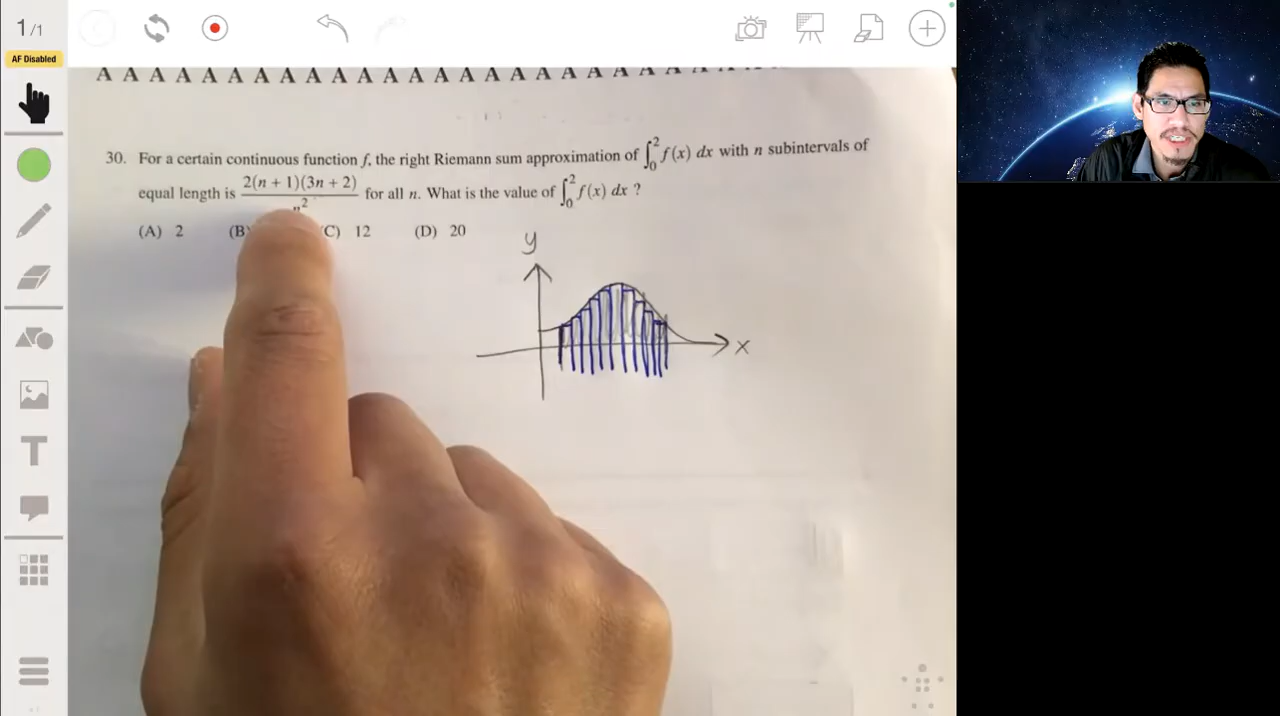 1/1
AF Disabled
A A A A A A A A A A A A A A A A A A A A A A A A A
30. For a certain continuous function f, the right Riemann sum approximation of ∫₀² f(x) dx with n subintervals of
equal length is 2(n + 1)(3n + 2)/n² for all n. What is the value of ∫₀² f(x) dx ?
(A) 2 (B) (C) 12 (D) 20
y
x
T